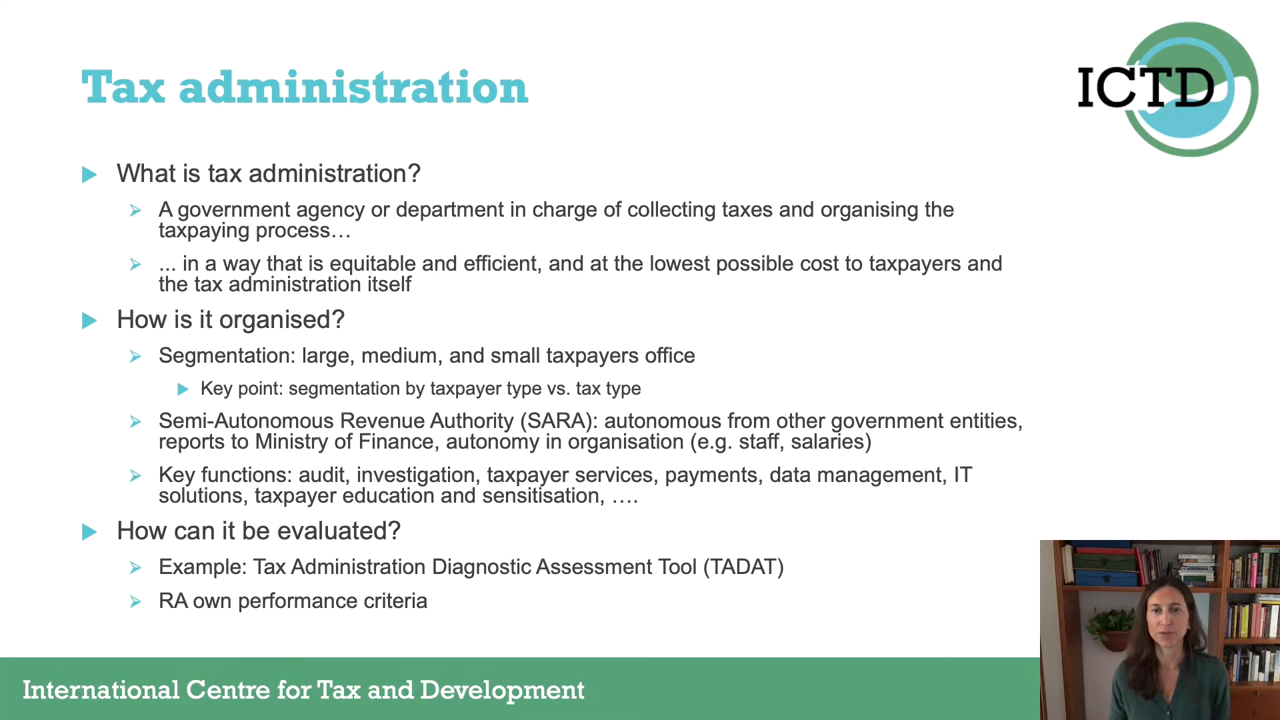 Tax administration
ICTD
What is tax administration?
A government agency or department in charge of collecting taxes and organising the
taxpaying process…
... in a way that is equitable and efficient, and at the lowest possible cost to taxpayers and
the tax administration itself
How is it organised?
Segmentation: large, medium, and small taxpayers office
Key point: segmentation by taxpayer type vs. tax type
Semi-Autonomous Revenue Authority (SARA): autonomous from other government entities,
reports to Ministry of Finance, autonomy in organisation (e.g. staff, salaries)
Key functions: audit, investigation, taxpayer services, payments, data management, IT
solutions, taxpayer education and sensitisation, ….
How can it be evaluated?
Example: Tax Administration Diagnostic Assessment Tool (TADAT)
RA own performance criteria
International Centre for Tax and Development